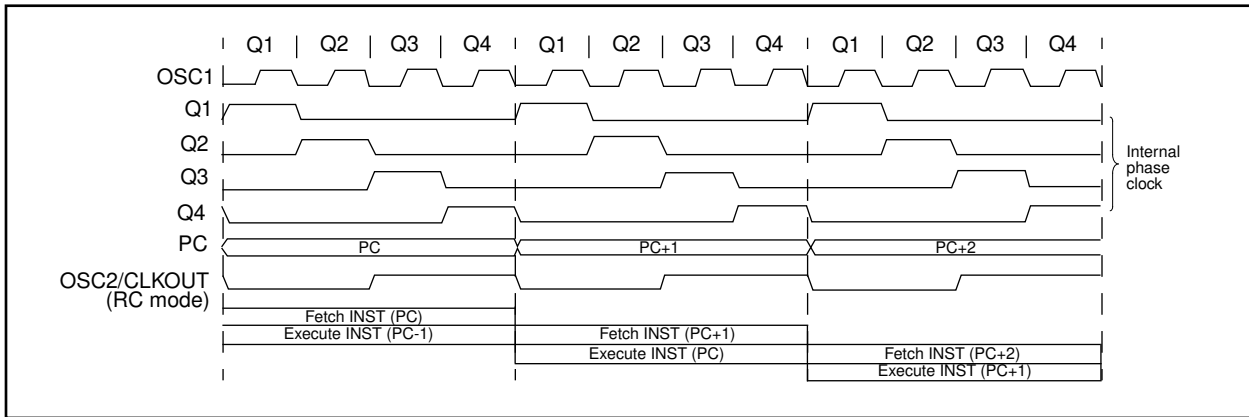 Q1 | Q2 | Q3 | Q4 | Q1 | Q2 | Q3 | Q4 | Q1 | Q2 | Q3 | Q4
OSC1
Q1
Q2
Q3
Q4
Internal
phase
clock
PC PC PC+1 PC+2
OSC2/CLKOUT
(RC mode)
Fetch INST (PC)
Execute INST (PC-1) Fetch INST (PC+1)
Execute INST (PC) Fetch INST (PC+2)
Execute INST (PC+1)